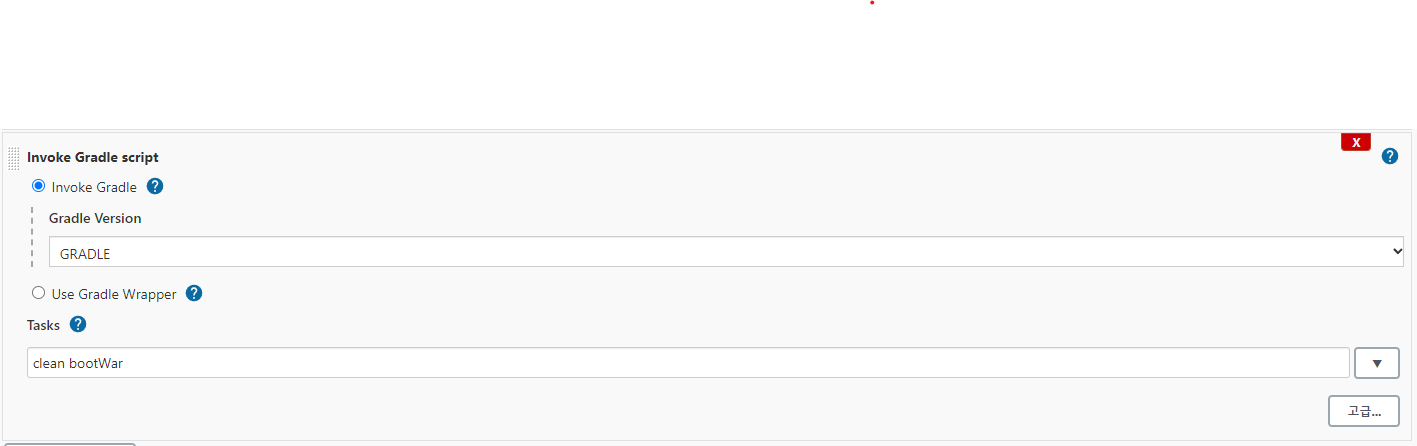 X
Invoke Gradle script
?
Invoke Gradle ?
Gradle Version
GRADLE
Use Gradle Wrapper ?
Tasks ?
clean bootWar
고급...